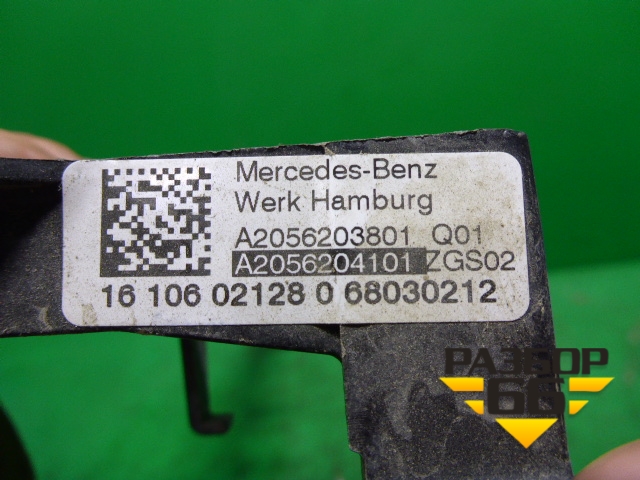 Mercedes-Benz
Werk Hamburg
A2056203801 Q01
A2056204101 ZGS02
16 106 02128 0 68030212
РАЗБОР
66